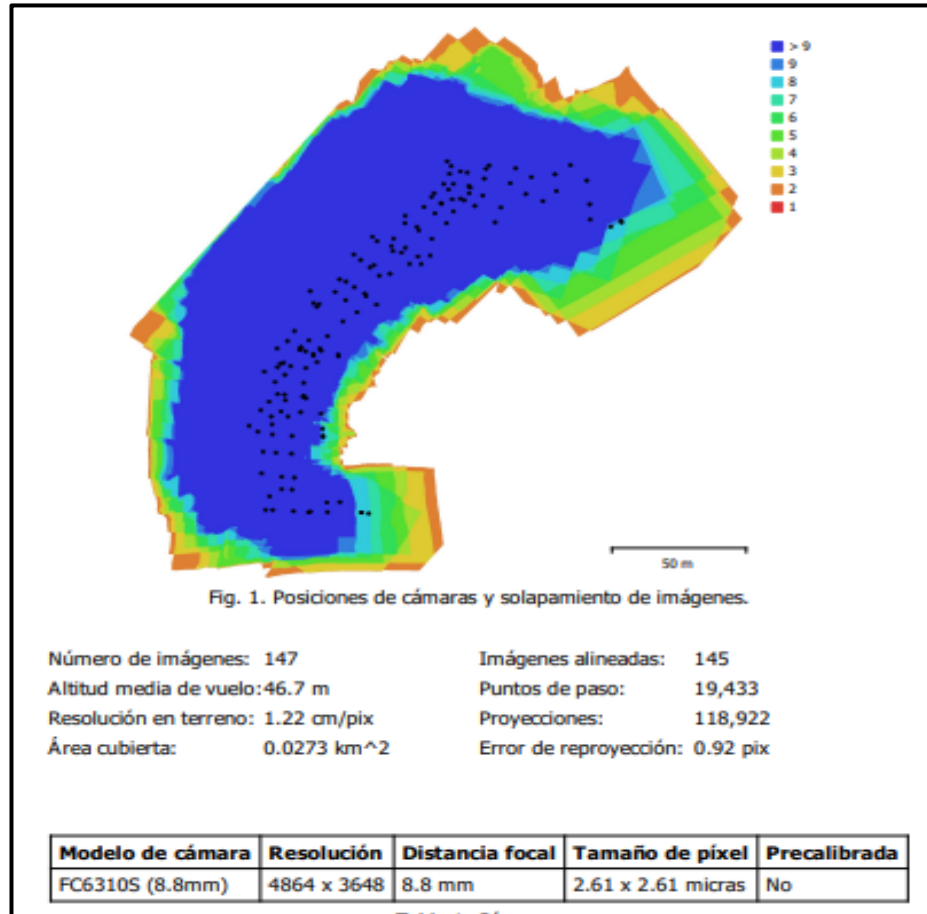 > 9
9
8
7
6
5
4
3
2
1
50 m
Fig. 1. Posiciones de cámaras y solapamiento de imágenes.
Número de imágenes: 147 Imágenes alineadas: 145
Altitud media de vuelo: 46.7 m Puntos de paso: 19,433
Resolución en terreno: 1.22 cm/pix Proyecciones: 118,922
Área cubierta: 0.0273 km^2 Error de reproyección: 0.92 pix
Modelo de cámara Resolución Distancia focal Tamaño de píxel Precalibrada
FC6310S (8.8mm) 4864 x 3648 8.8 mm 2.61 x 2.61 micras No